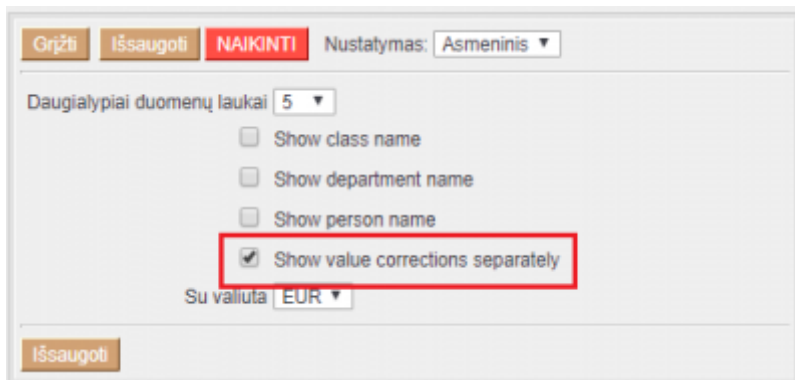 Grįžti Išsaugoti NAIKINTI Nustatymas: Asmeninis
Daugialypiai duomenų laukai 5
Show class name
Show department name
Show person name
Show value corrections separately
Su valiuta EUR
Išsaugoti